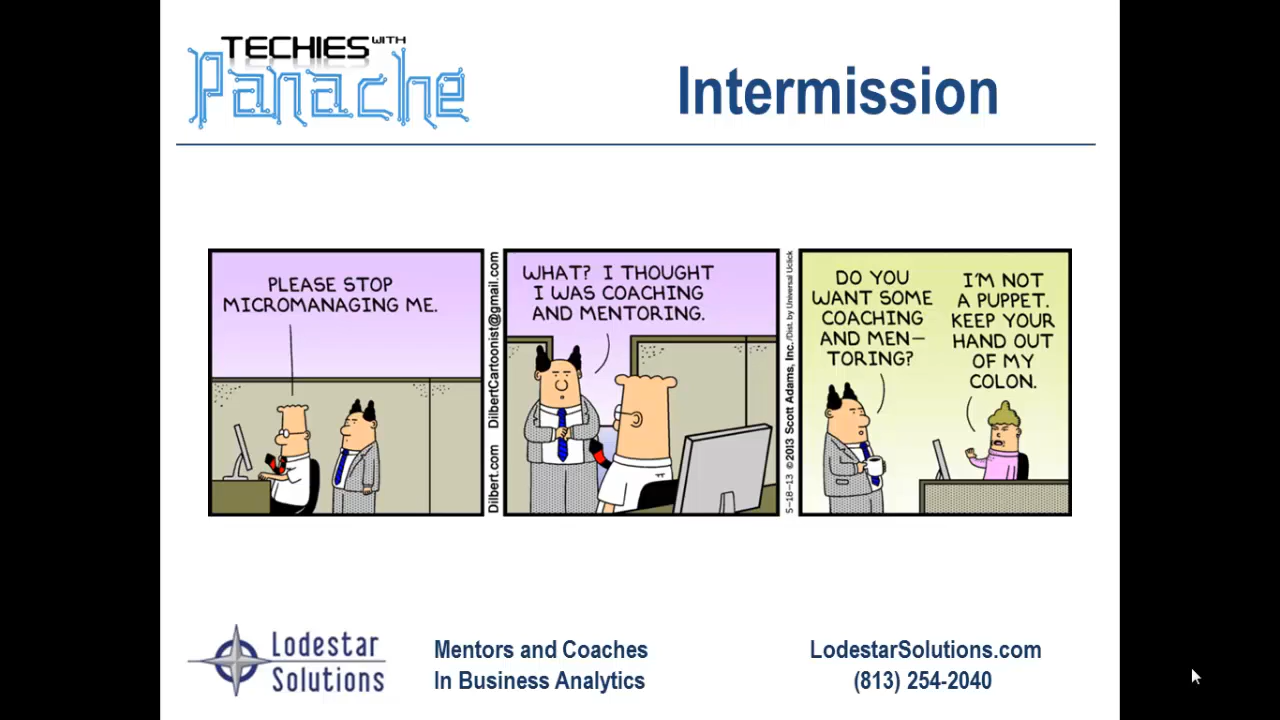 TECHIES WITH
Panache
Intermission
PLEASE STOP
MICROMANAGING ME.
DilbertCartoonist@gmail.com
Dilbert.com
WHAT? I THOUGHT
I WAS COACHING
AND MENTORING.
5-18-13 ©2013 Scott Adams, Inc. /Dist. by Universal Uclick
DO YOU
WANT SOME
COACHING
AND MEN-
TORING?
I'M NOT
A PUPPET.
KEEP YOUR
HAND OUT
OF MY
COLON.
Lodestar
Solutions
Mentors and Coaches
In Business Analytics
LodestarSolutions.com
(813) 254-2040